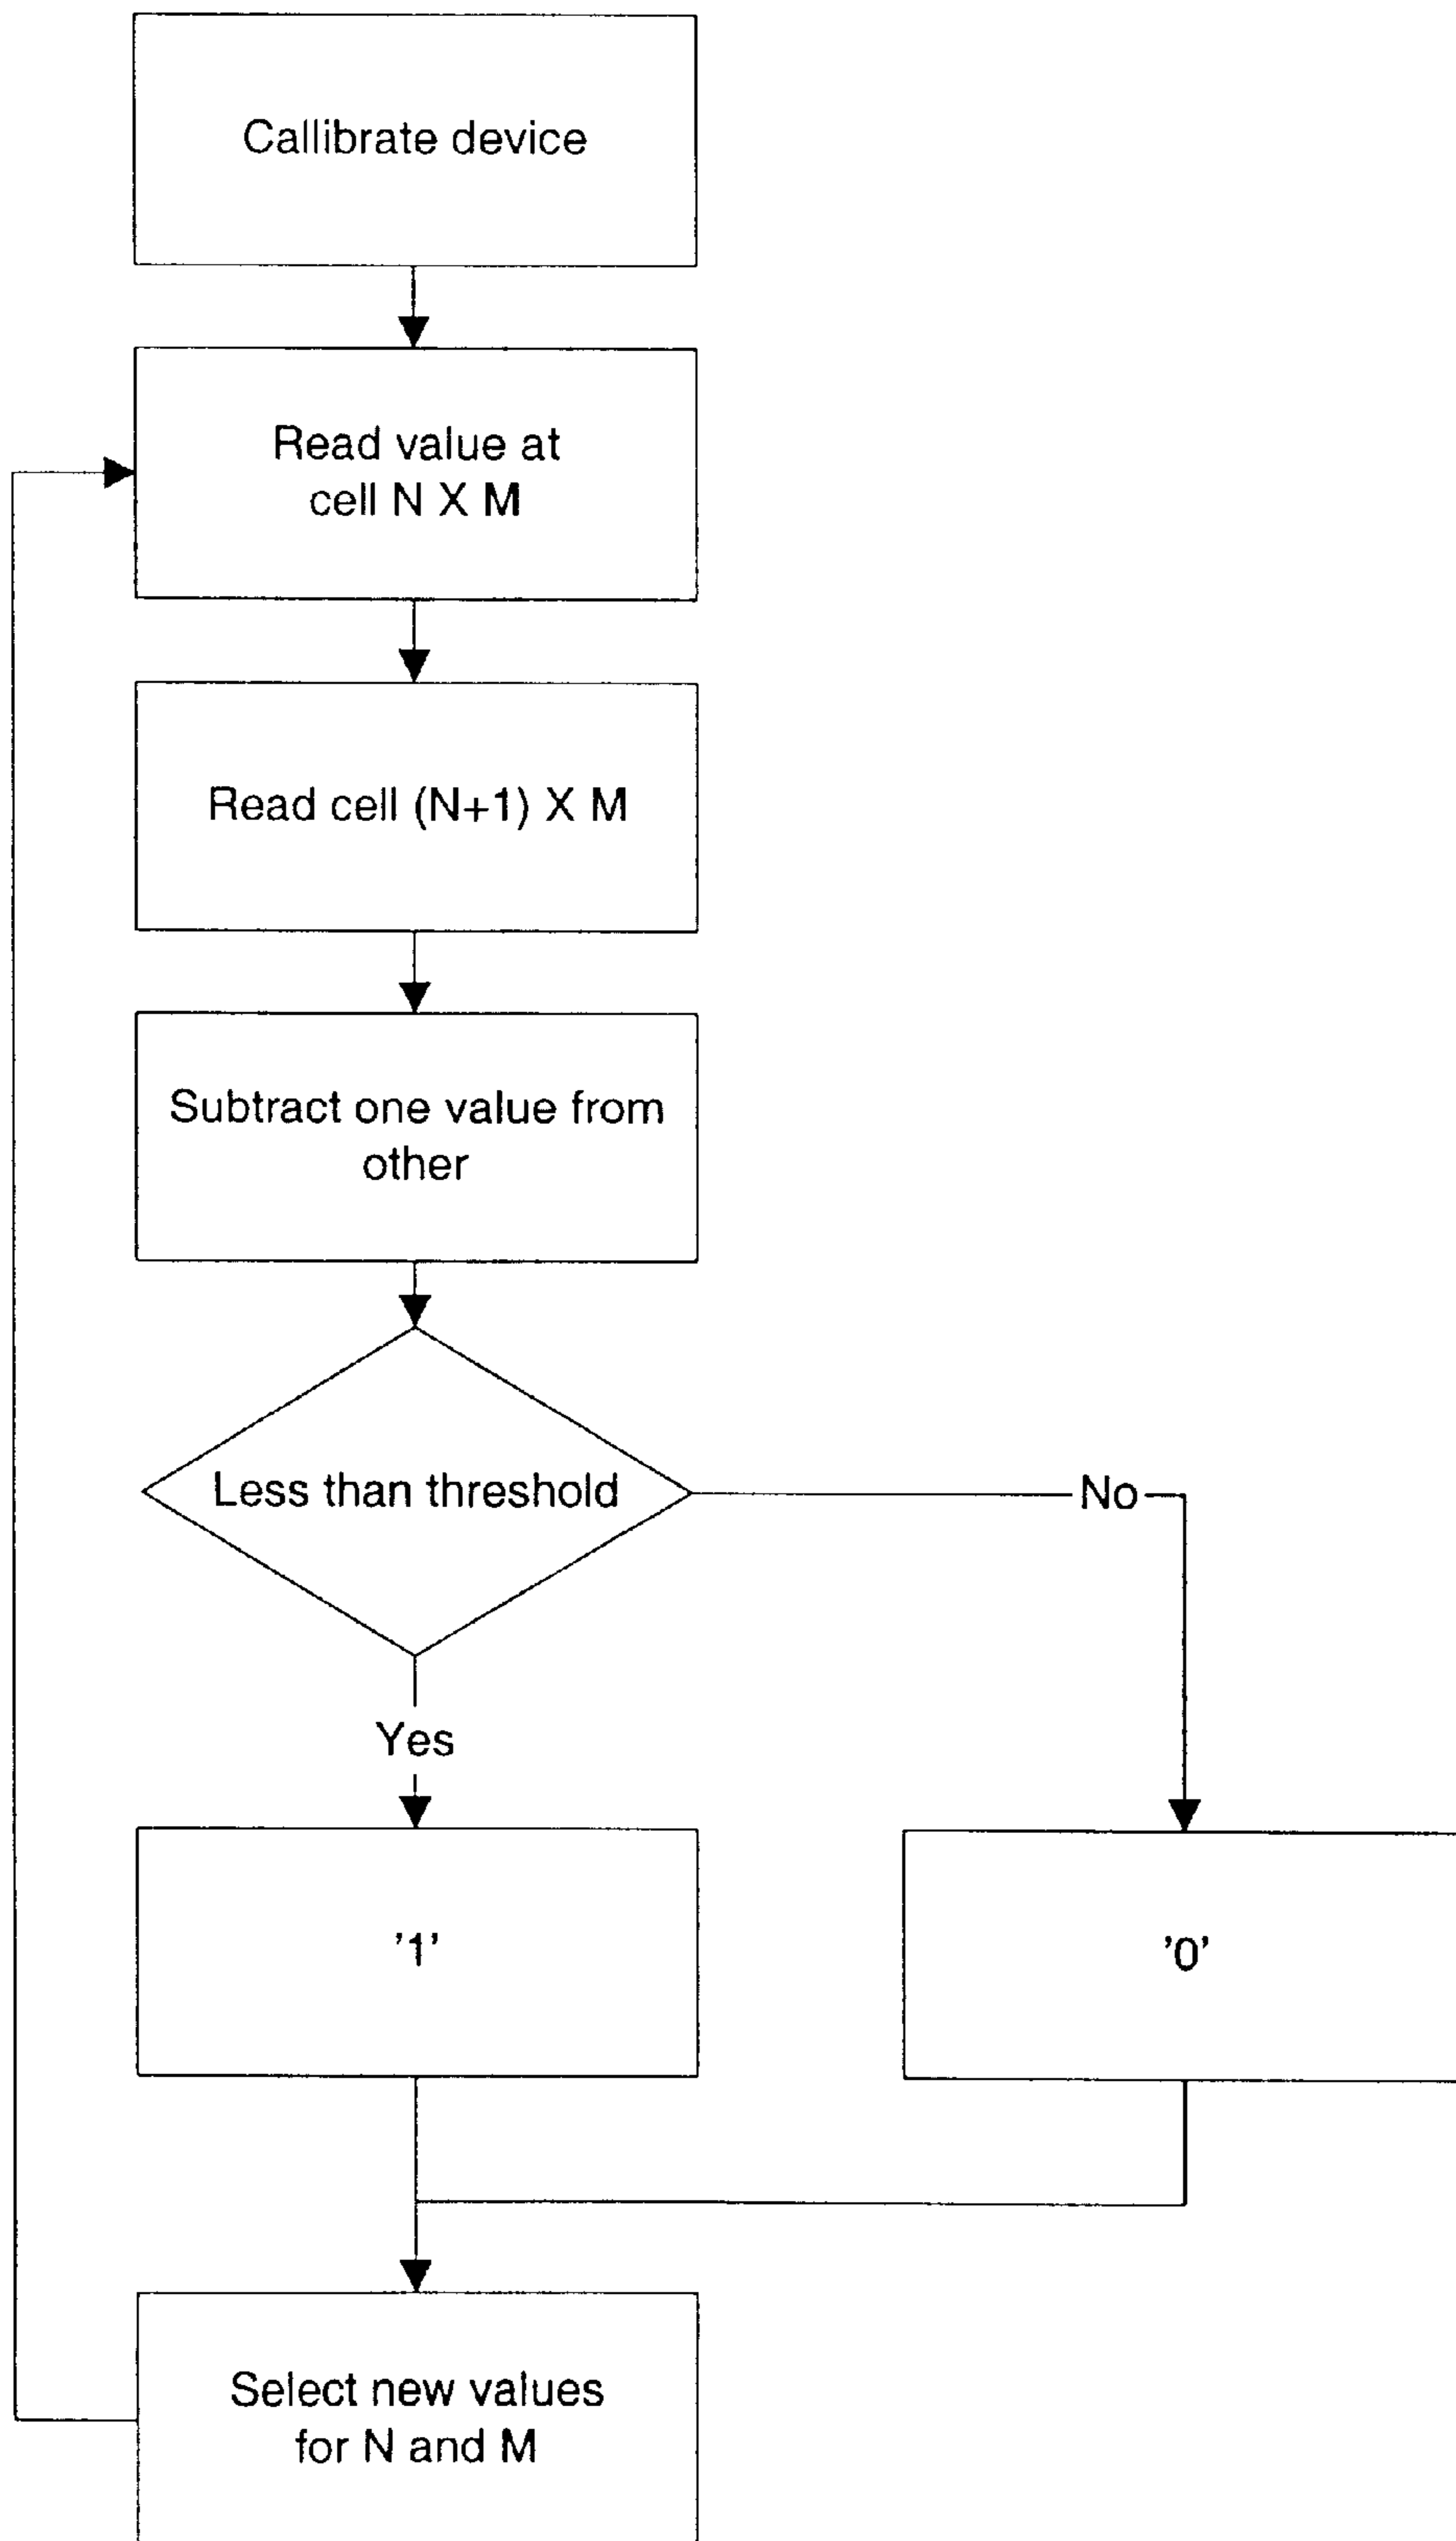 Callibrate device
Read value at
cell N X M
Read cell (N+1) X M
Subtract one value from
other
Less than threshold
No
Yes
'1'
'0'
Select new values
for N and M